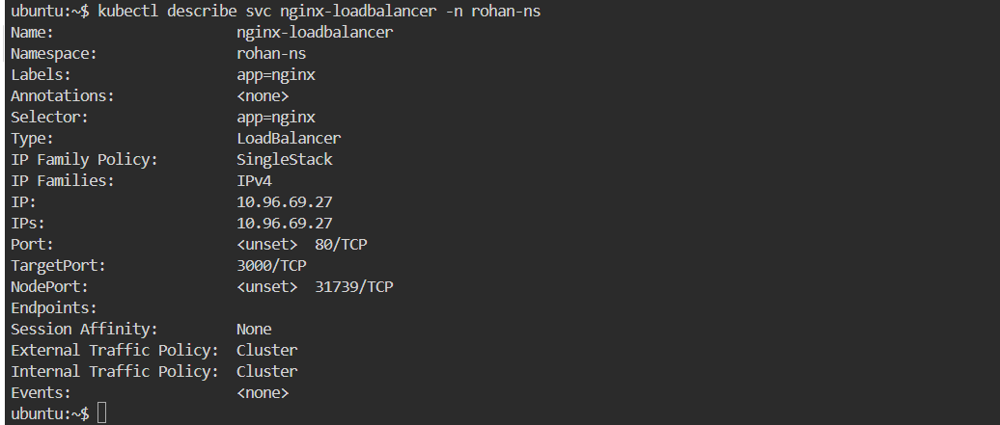 ubuntu:~$ kubectl describe svc nginx-loadbalancer -n rohan-ns
Name:                     nginx-loadbalancer
Namespace:                rohan-ns
Labels:                   app=nginx
Annotations:              <none>
Selector:                 app=nginx
Type:                     LoadBalancer
IP Family Policy:         SingleStack
IP Families:              IPv4
IP:                       10.96.69.27
IPs:                      10.96.69.27
Port:                     <unset>  80/TCP
TargetPort:               3000/TCP
NodePort:                 <unset>  31739/TCP
Endpoints:
Session Affinity:         None
External Traffic Policy:  Cluster
Internal Traffic Policy:  Cluster
Events:                   <none>
ubuntu:~$